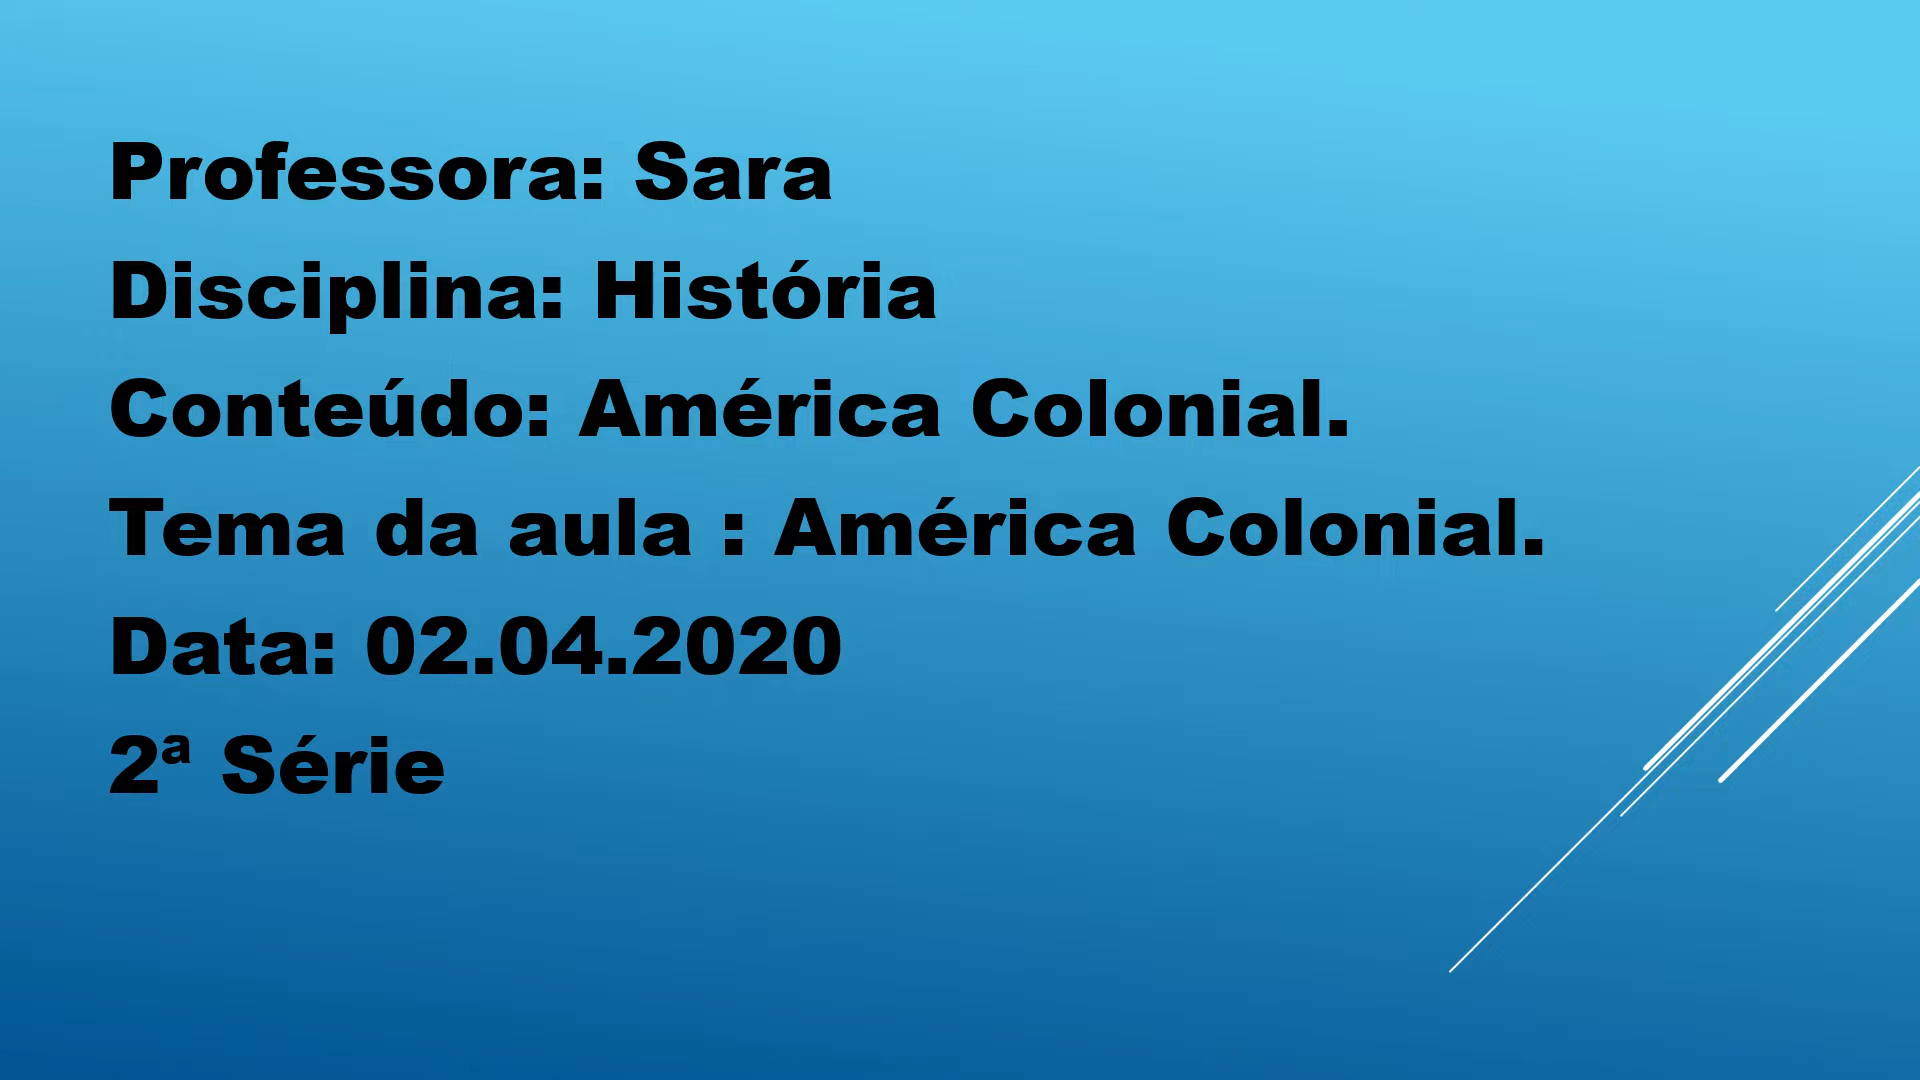 Professora: Sara
Disciplina: História
Conteúdo: América Colonial.
Tema da aula : América Colonial.
Data: 02.04.2020
2ª Série